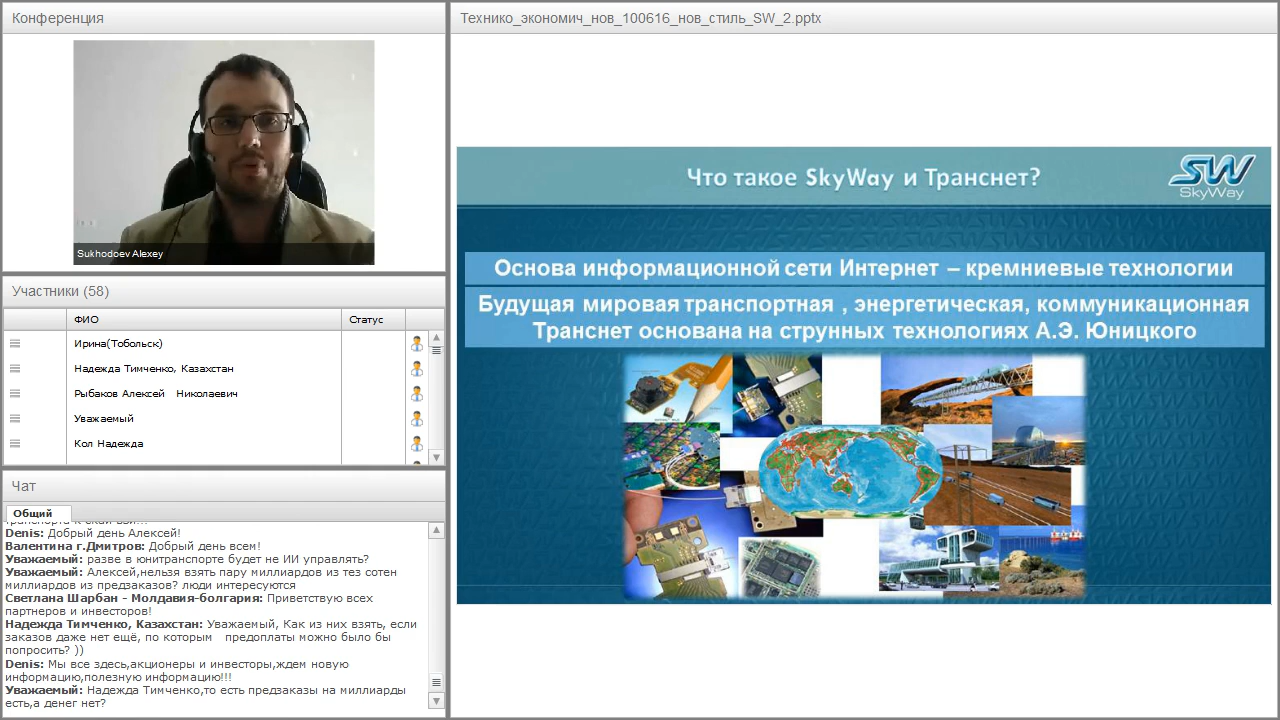 Конференция
Sukhodoev Alexey
Участники (58)
ФИО
Статус
Ирина(Тобольск)
Надежда Тимченко, Казахстан
Рыбаков Алексей Николаевич
Уважаемый
Кол Надежда
Чат
Общий
Denis: Добрый день Алексей!
Валентина г.Дмитров: Добрый день всем!
Уважаемый: разве в юнитранспорте будет не ИИ управлять?
Уважаемый: Алексей,нельзя взять пару миллиардов из тез сотен
миллиардов из предзаказов? люди интересуются
Светлана Шарбан - Молдавия-болгария: Приветствую всех
партнеров и инвесторов!
Надежда Тимченко, Казахстан: Уважаемый, Как из них взять, если
заказов даже нет ещё, по которым предоплаты можно было бы
попросить? ))
Denis: Мы все здесь,акционеры и инвесторы,ждем новую
информацию,полезную информацию!!!
Уважаемый: Надежда Тимченко,то есть предзаказы на миллиарды
есть,а денег нет?
Технико_экономич_нов_100616_нов_стиль_SW_2.pptx
Что такое SkyWay и Транснет?
SW
SkyWay
Основа информационной сети Интернет – кремниевые технологии
Будущая мировая транспортная , энергетическая, коммуникационная
Транснет основана на струнных технологиях А.Э. Юницкого